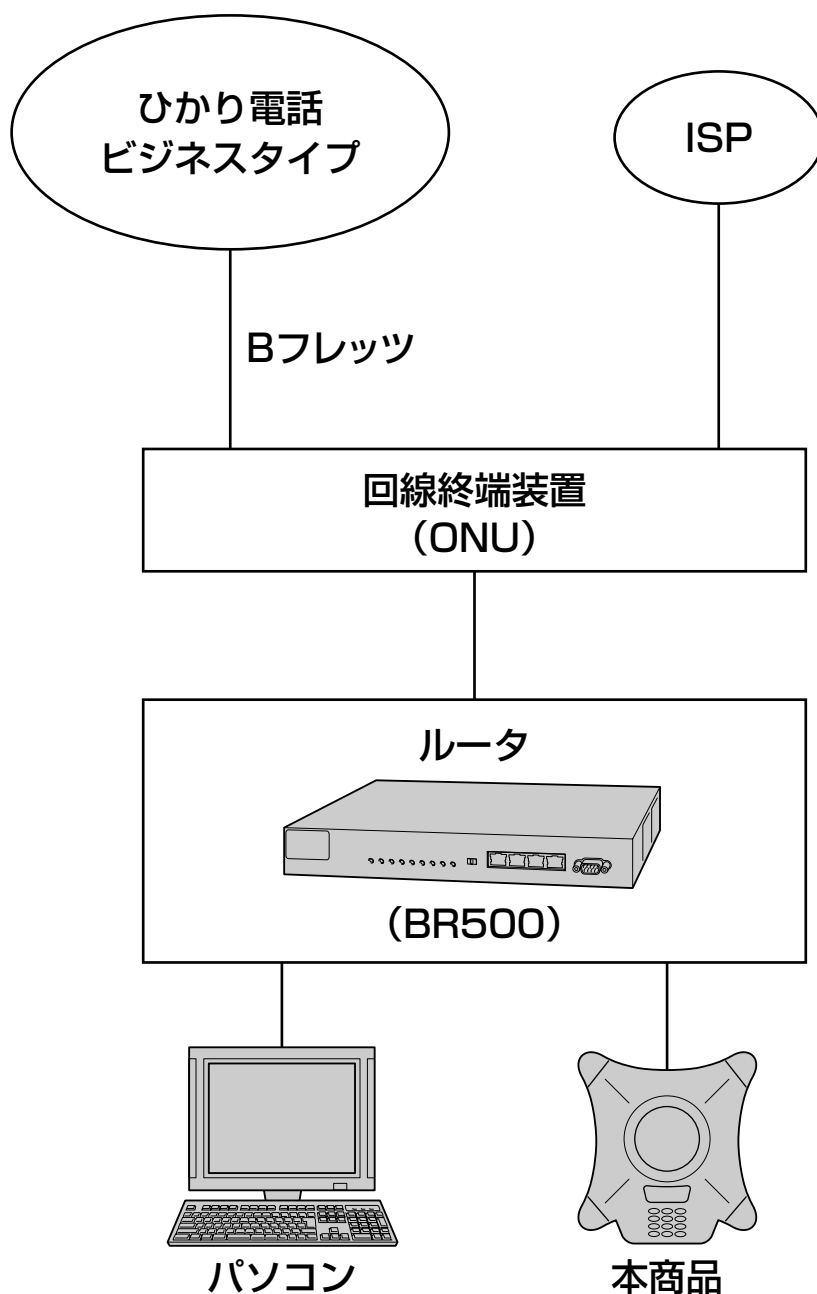 ひかり電話
ビジネスタイプ
ISP
Bフレッツ
回線終端装置
（ONU）
ルータ
（BR500）
パソコン
本商品